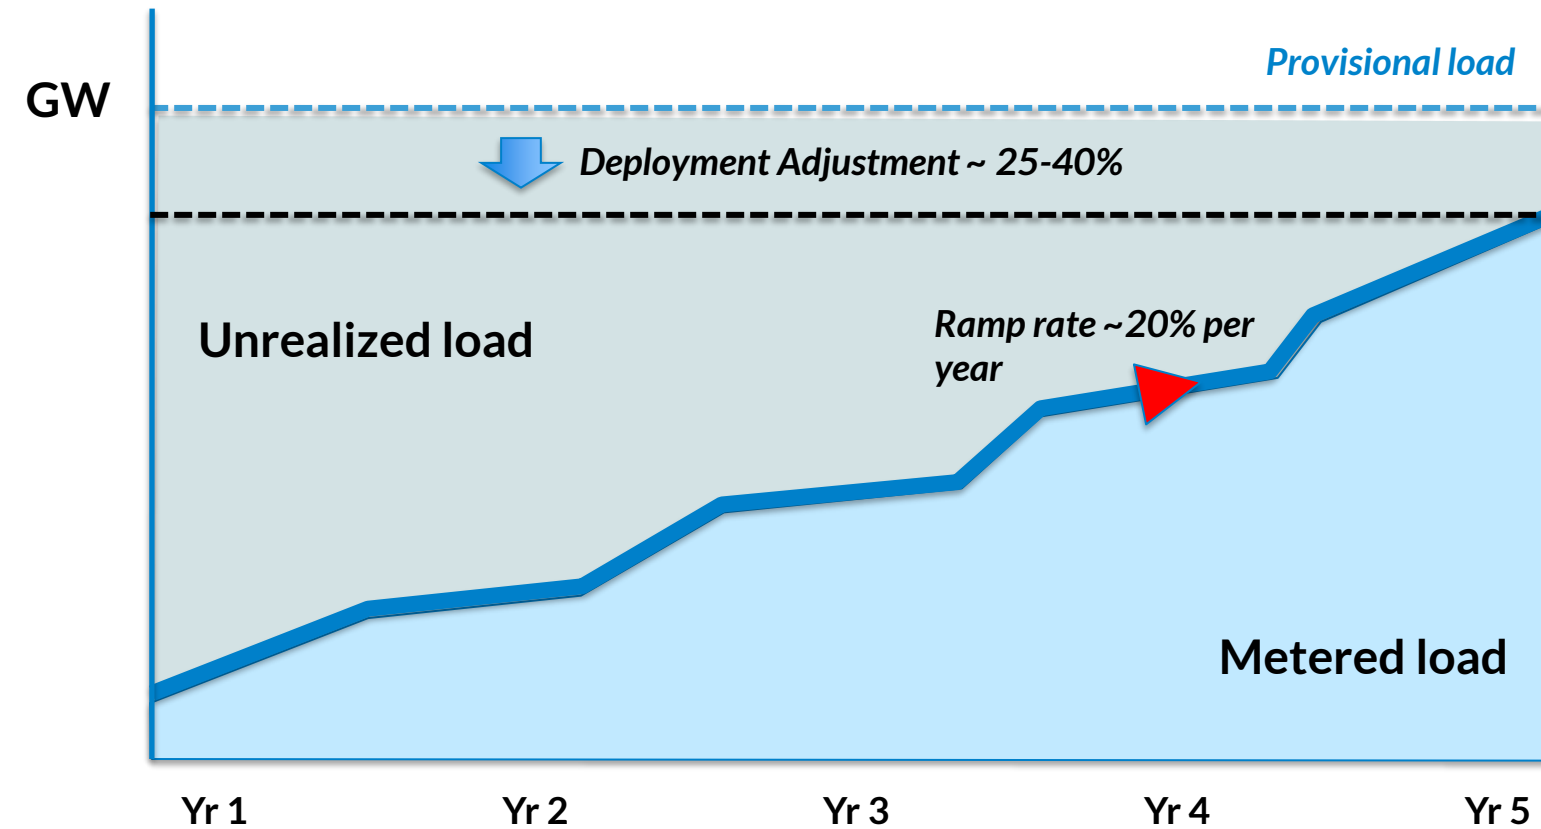 Provisional load
GW
Deployment Adjustment ~ 25-40%
Unrealized load
Ramp rate ~20% per
year
Metered load
Yr 1
Yr 2
Yr 3
Yr 4
Yr 5